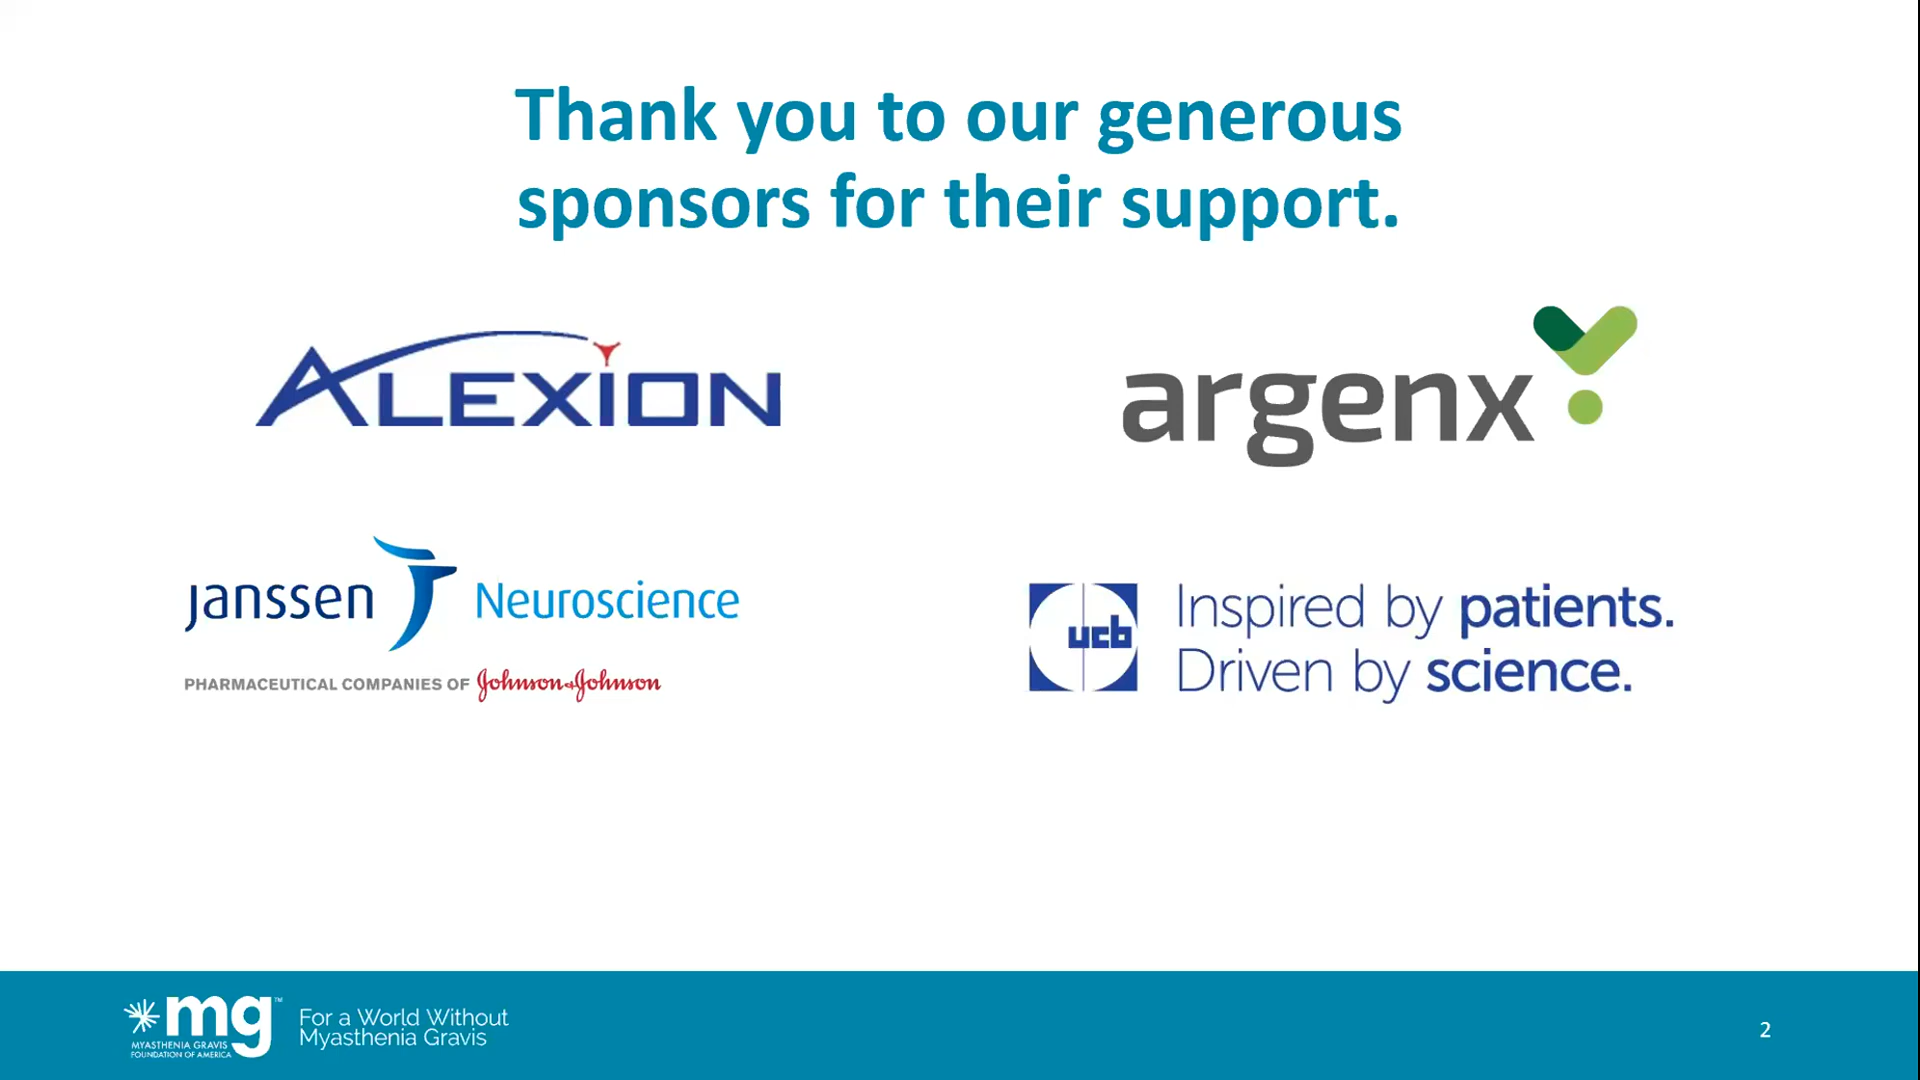 Thank you to our generous
sponsors for their support.
ALEXION
argenx
janssen Neuroscience
PHARMACEUTICAL COMPANIES OF Johnson & Johnson
ucb
Inspired by patients.
Driven by science.
mg™
MYASTHENIA GRAVIS
FOUNDATION OF AMERICA
For a World Without
Myasthenia Gravis
2